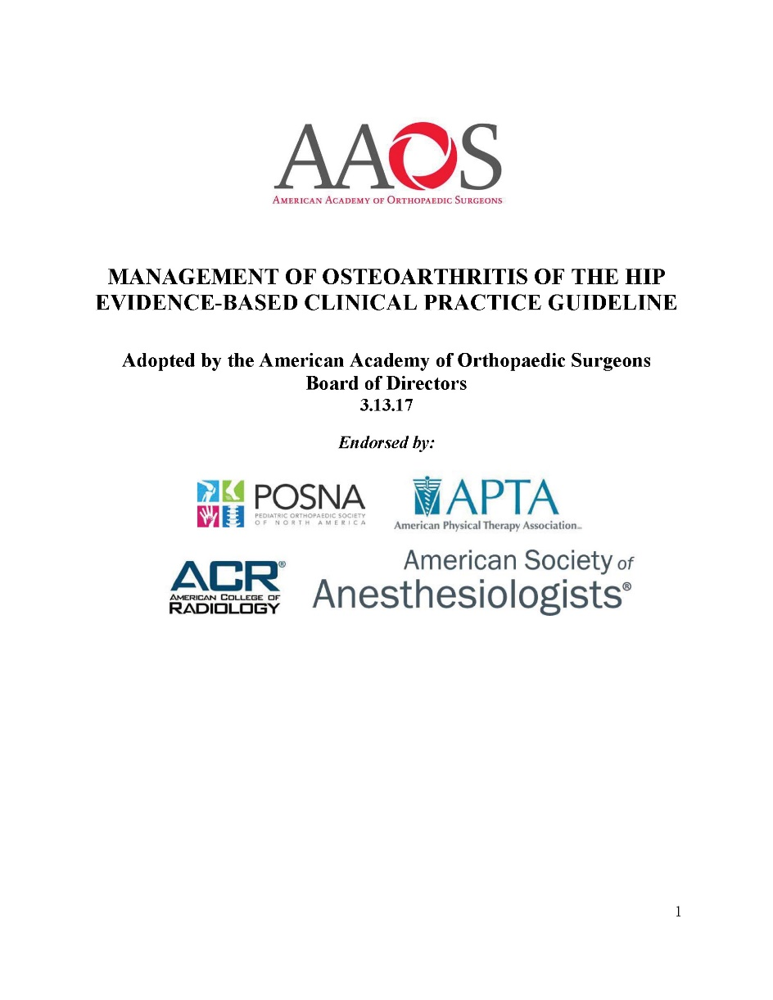 AAOS
AMERICAN ACADEMY OF ORTHOPAEDIC SURGEONS
MANAGEMENT OF OSTEOARTHRITIS OF THE HIP
EVIDENCE-BASED CLINICAL PRACTICE GUIDELINE
Adopted by the American Academy of Orthopaedic Surgeons
Board of Directors
3.13.17
Endorsed by:
POSNA
PEDIATRIC ORTHOPAEDIC SOCIETY
OF NORTH AMERICA
APTA
American Physical Therapy Association™
ACR®
AMERICAN COLLEGE OF
RADIOLOGY
American Society of
Anesthesiologists®
1